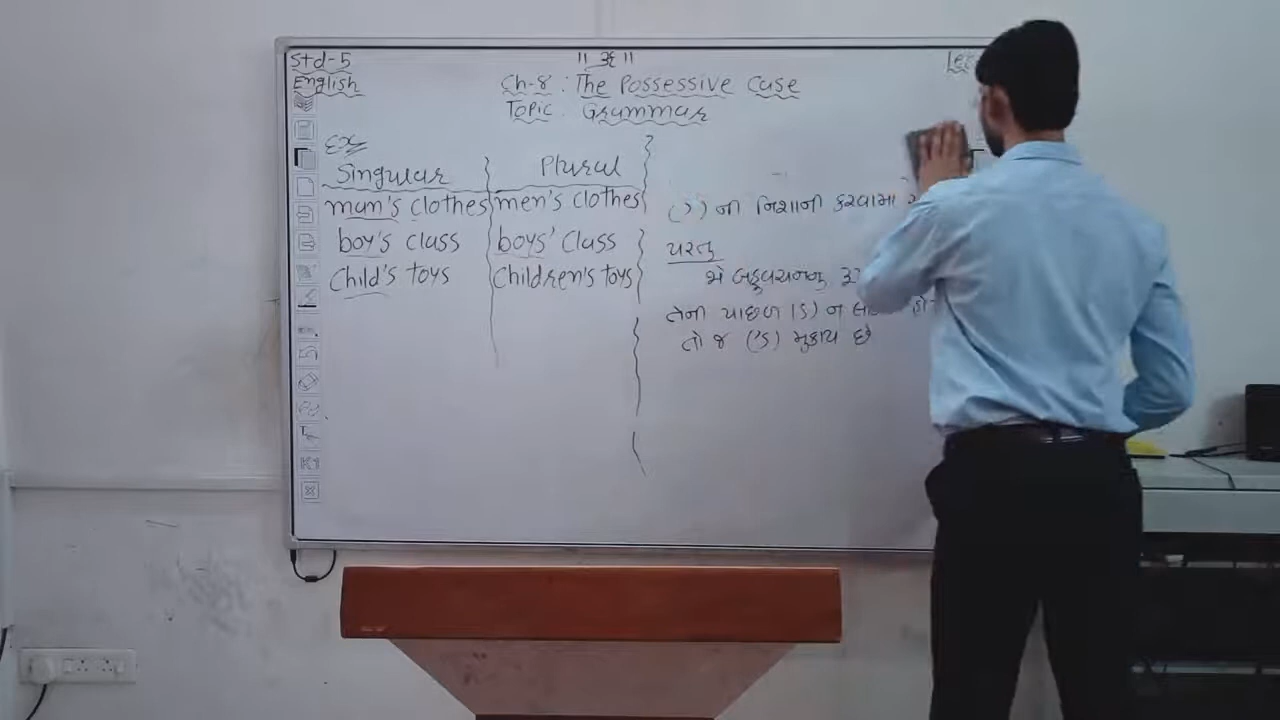 Std-5
English
|| ૐ ||
Ch-8 : The Possessive Case
Topic : Grammar
Ex
Singular Plural
man's clothes men's clothes
boy's class boys' class
Child's toys Children's toys
(') ની નિશાની કરવામાં
પરંતુ
જે બહુવચનનું
તેની પાછળ (s) ન
તો જ ('s) મુકાય છે